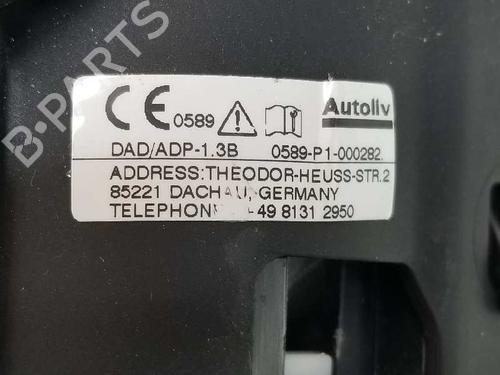 B-PARTS
CE 0589 Autoliv
DAD/ADP-1.3B 0589-P1-000282
ADDRESS:THEODOR-HEUSS-STR.2
85221 DACHAU, GERMANY
TELEPHON 49 8131 2950